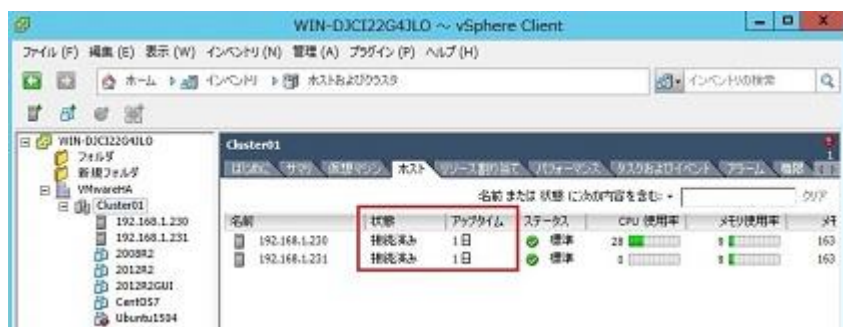 WIN-DJCI22G4JLO ～ vSphere Client
ファイル (F) 編集 (E) 表示 (W) インベントリ (N) 管理 (A) プラグイン (P) ヘルプ (H)
ホーム インベントリ ホストおよびクラスタ インベントリの検索
WIN-DJCI22G4JLO
フォルダ
新規フォルダ
VMwareHA
Cluster01
192.168.1.230
192.168.1.231
2008R2
2012R2
2012R2GUI
CentOS7
Ubuntu1504
Cluster01
はじめに サマリ 仮想マシン ホスト リソース割り当て パフォーマンス タスクおよびイベント アラーム 権限
名前 または 状態 に次の内容を含む: クリア
名前 状態 アップタイム ステータス CPU 使用率 メモリ使用率 メモ
192.168.1.230 接続済み 1 日 標準 28 9 163
192.168.1.231 接続済み 1 日 標準 163